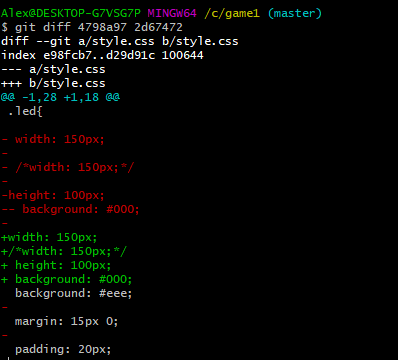 Alex@DESKTOP-G7VSG7P MINGW64 /c/game1 (master)
$ git diff 4798a97 2d67472
diff --git a/style.css b/style.css
index e98fcb7..d29d91c 100644
--- a/style.css
+++ b/style.css
@@ -1,28 +1,18 @@
 .led{

- width: 150px;
-
- /*width: 150px;*/
-
-height: 100px;
-- background: #000;
-
+width: 150px;
+/*width: 150px;*/
+ height: 100px;
+ background: #000;
  background: #eee;
-
  margin: 15px 0;
-
  padding: 20px;